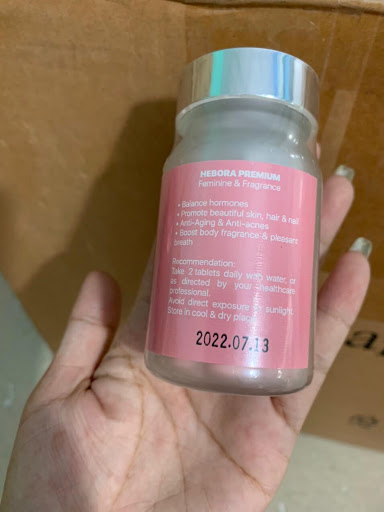 HEBORA PREMIUM
Feminine & Fragrance
• Balance hormones
• Promote beautiful skin, hair & nail
• Anti-Aging & Anti-acnes
• Boost body fragrance & pleasant
breath
Recommendation:
Take 2 tablets daily with water, or
as directed by your healthcare
professional.
Avoid direct exposure to sunlight.
Store in cool & dry place
2022.07.13